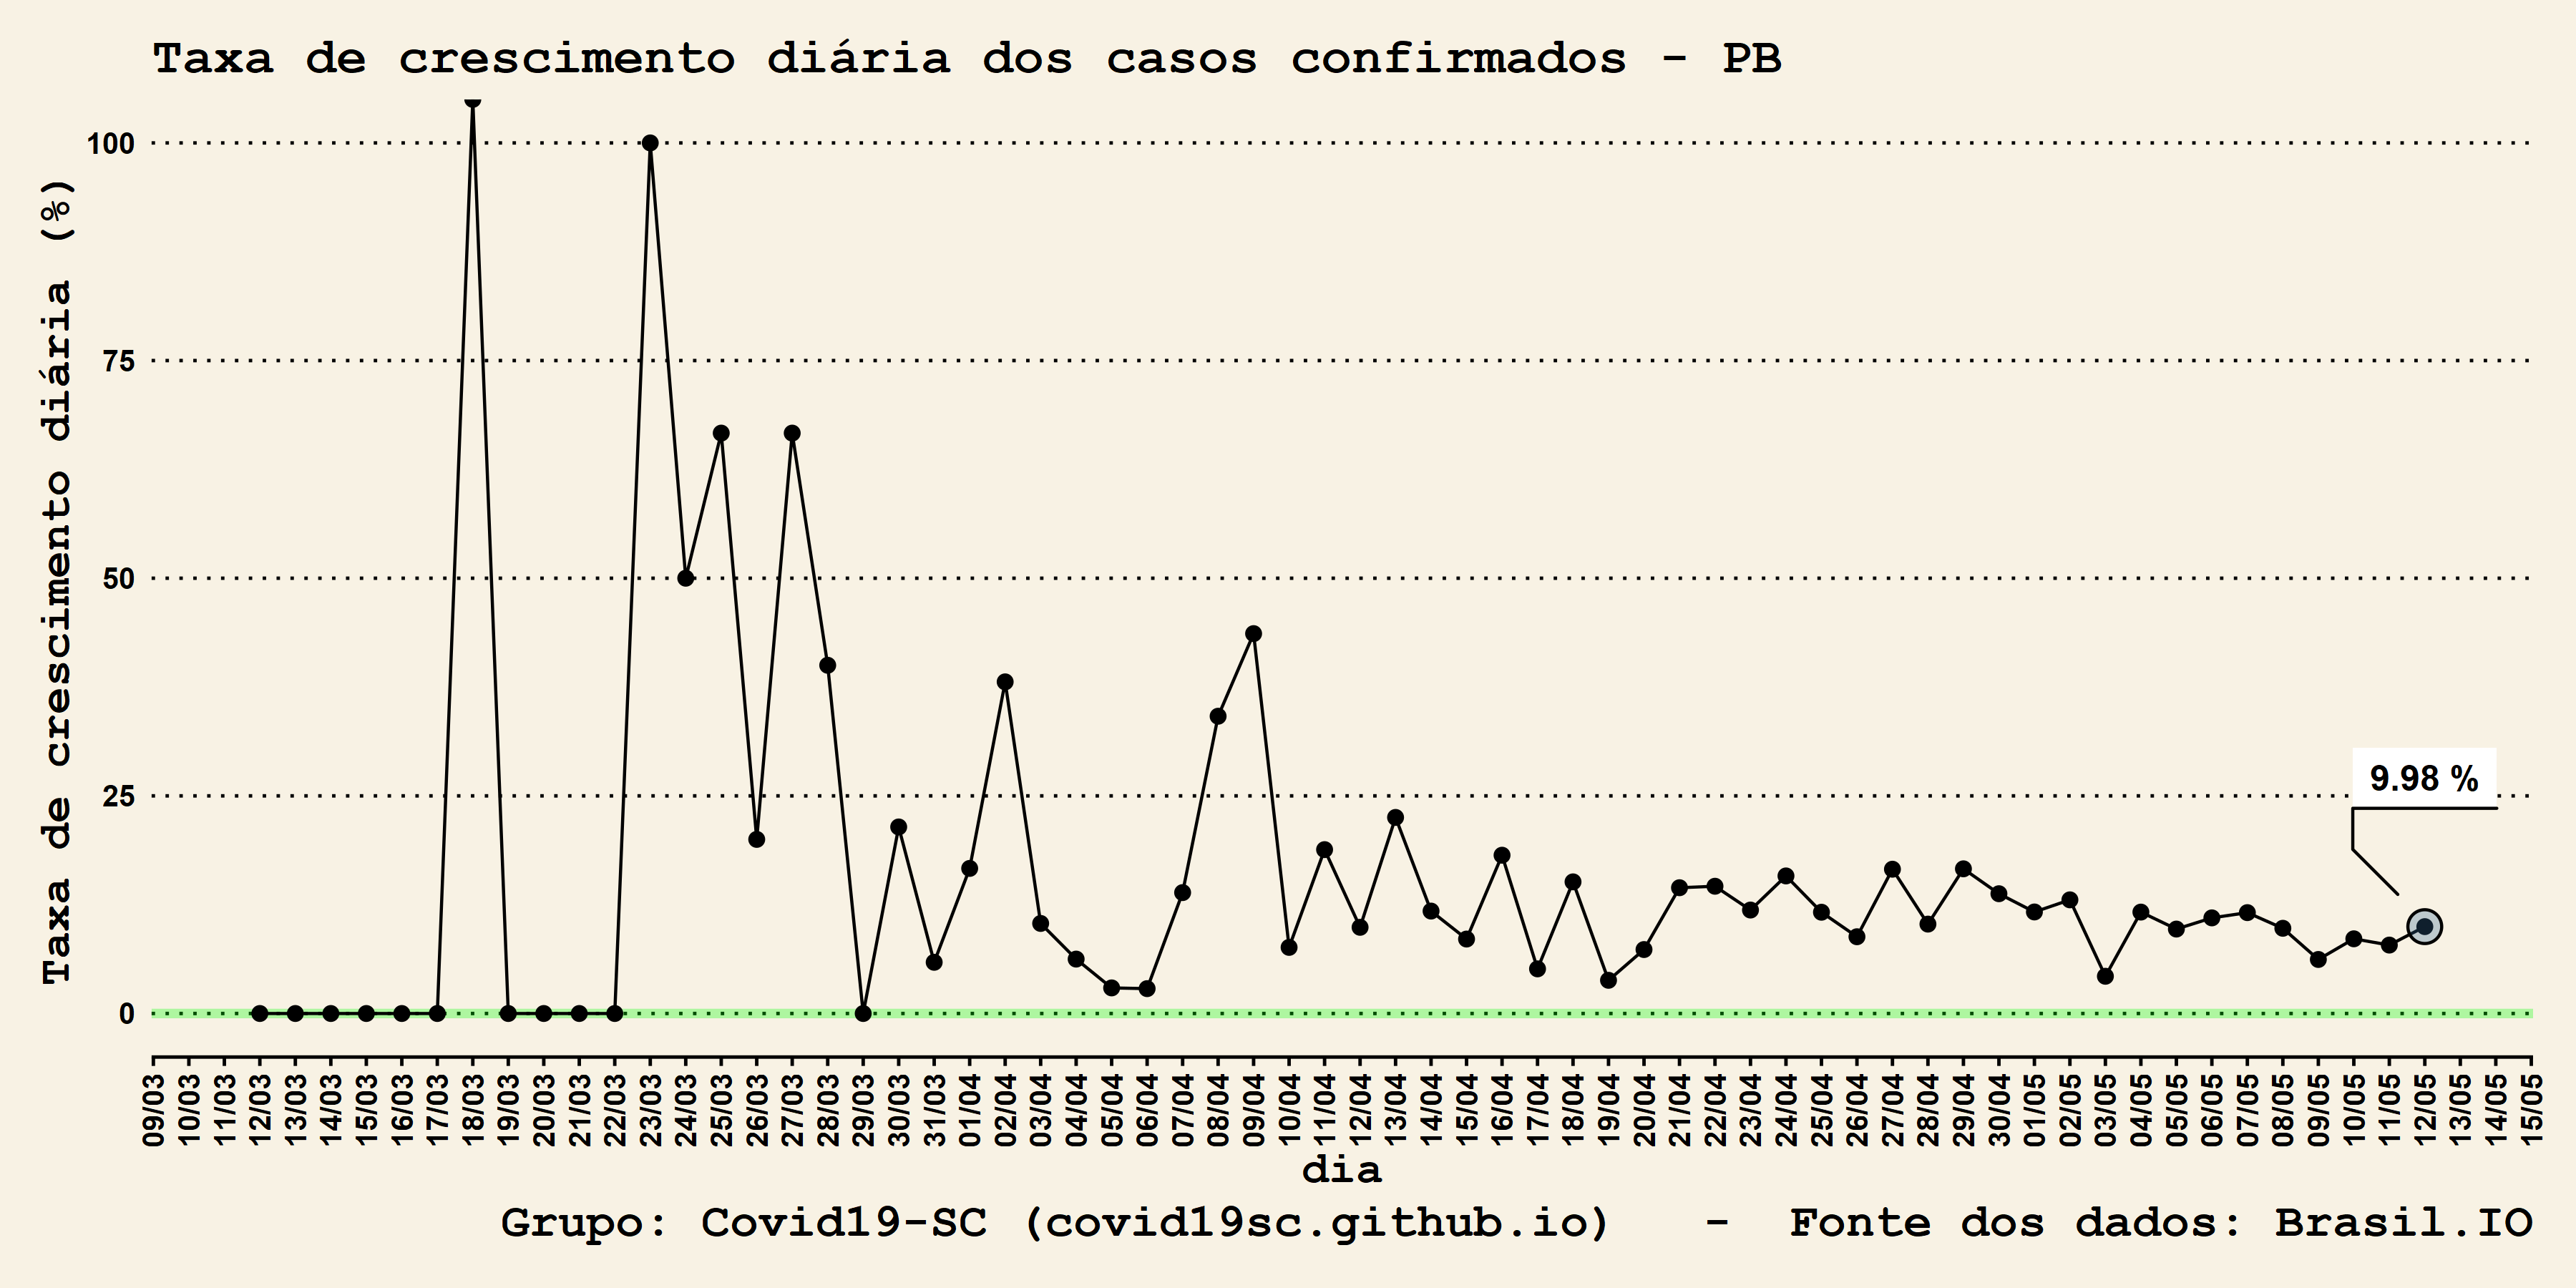 Taxa de crescimento diária dos casos confirmados - PB
Taxa de crescimento diária (%)
100
75
50
25
0
9.98 %
09/03 10/03 11/03 12/03 13/03 14/03 15/03 16/03 17/03 18/03 19/03 20/03 21/03 22/03 23/03 24/03 25/03 26/03 27/03 28/03 29/03 30/03 31/03 01/04 02/04 03/04 04/04 05/04 06/04 07/04 08/04 09/04 10/04 11/04 12/04 13/04 14/04 15/04 16/04 17/04 18/04 19/04 20/04 21/04 22/04 23/04 24/04 25/04 26/04 27/04 28/04 29/04 30/04 01/05 02/05 03/05 04/05 05/05 06/05 07/05 08/05 09/05 10/05 11/05 12/05 13/05 14/05 15/05
dia
Grupo: Covid19-SC (covid19sc.github.io) - Fonte dos dados: Brasil.IO